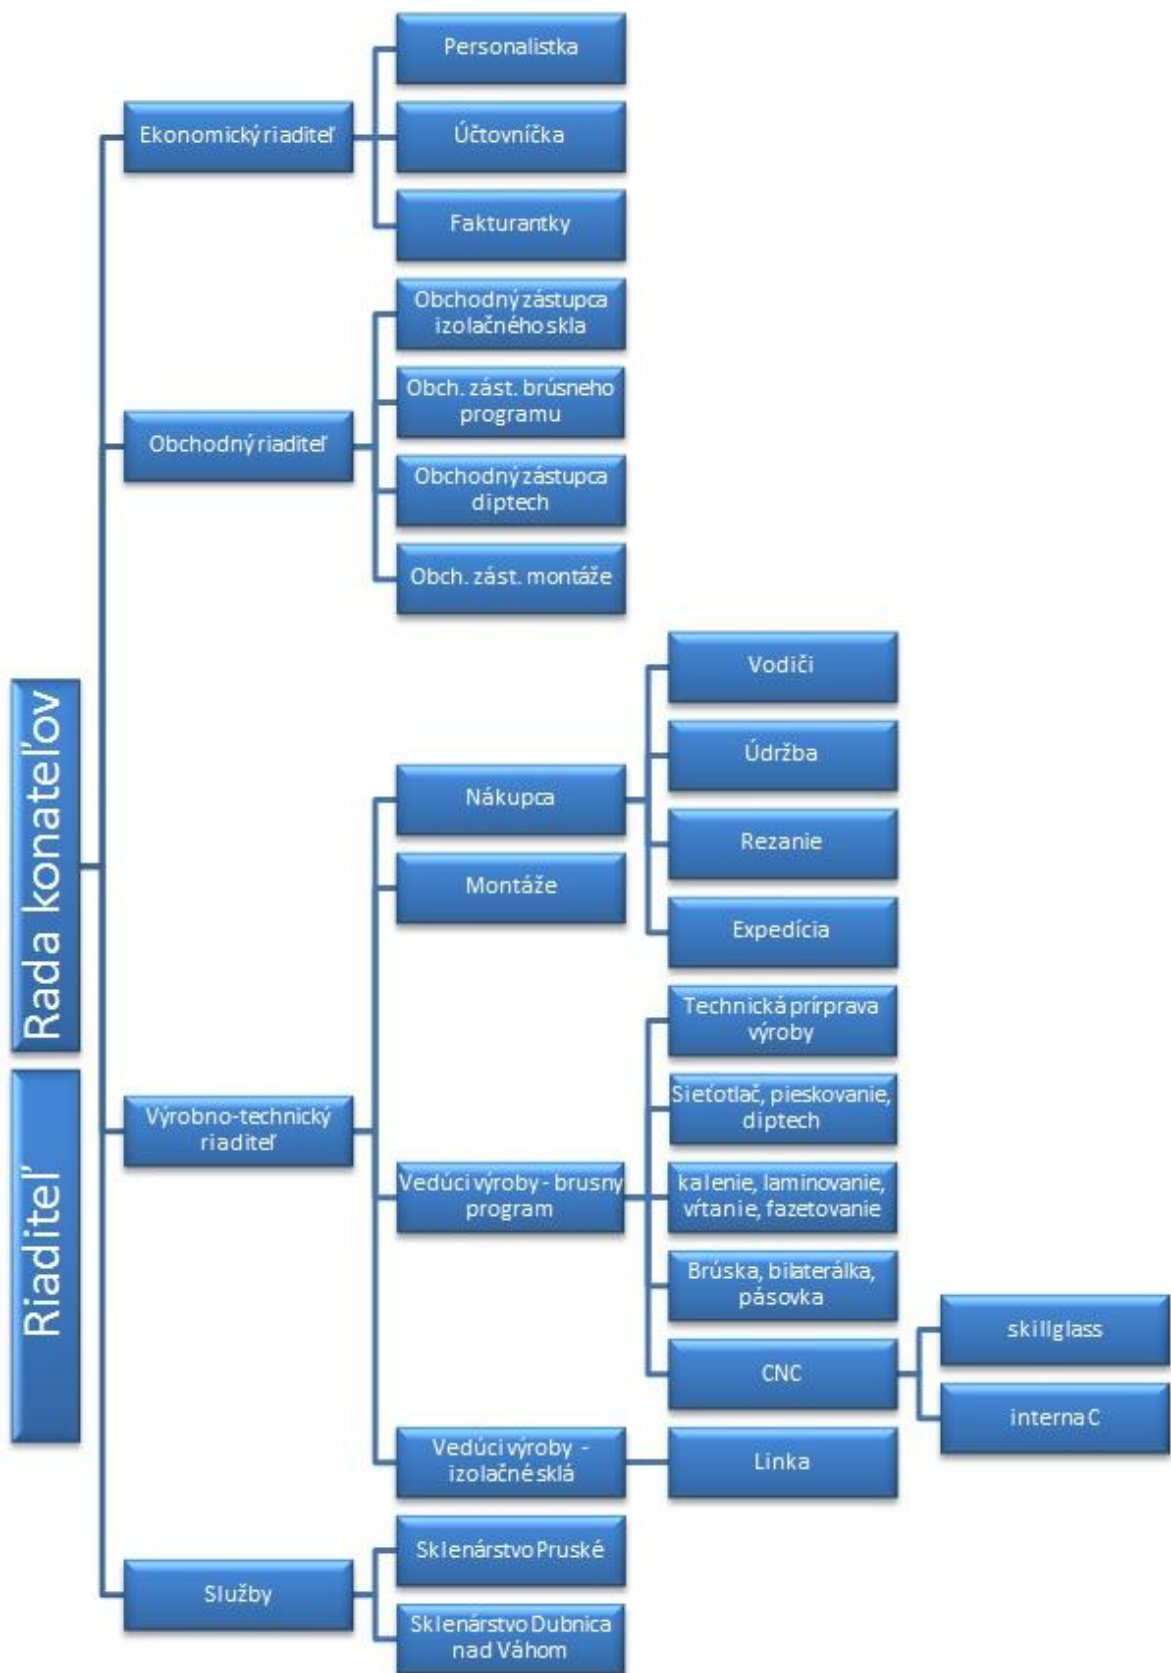 Rada konateľov
Riaditeľ
Ekonomický riaditeľ
Personalistka
Účtovníčka
Fakturantky
Obchodný riaditeľ
Obchodný zástupca
izolačného skla
Obch. zást. brúsneho
programu
Obchodný zástupca
diptech
Obch. zást. montáže
Výrobno-technický
riaditeľ
Nákupca
Vodiči
Údržba
Rezanie
Expedícia
Montáže
Vedúci výroby - brusny
program
Technická prírprava
výroby
Sieťotlač, pieskovanie,
diptech
kalenie, laminovanie,
vŕtanie, fazetovanie
Brúska, bilaterálka,
pásovka
CNC
skillglass
interna C
Vedúci výroby -
izolačné sklá
Linka
Služby
Sklenárstvo Pruské
Sklenárstvo Dubnica
nad Váhom